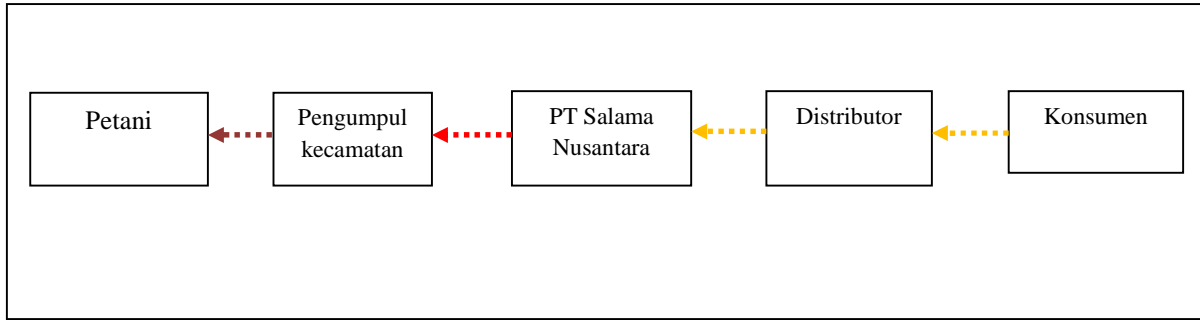 Petani
Pengumpul
kecamatan
PT Salama
Nusantara
Distributor
Konsumen